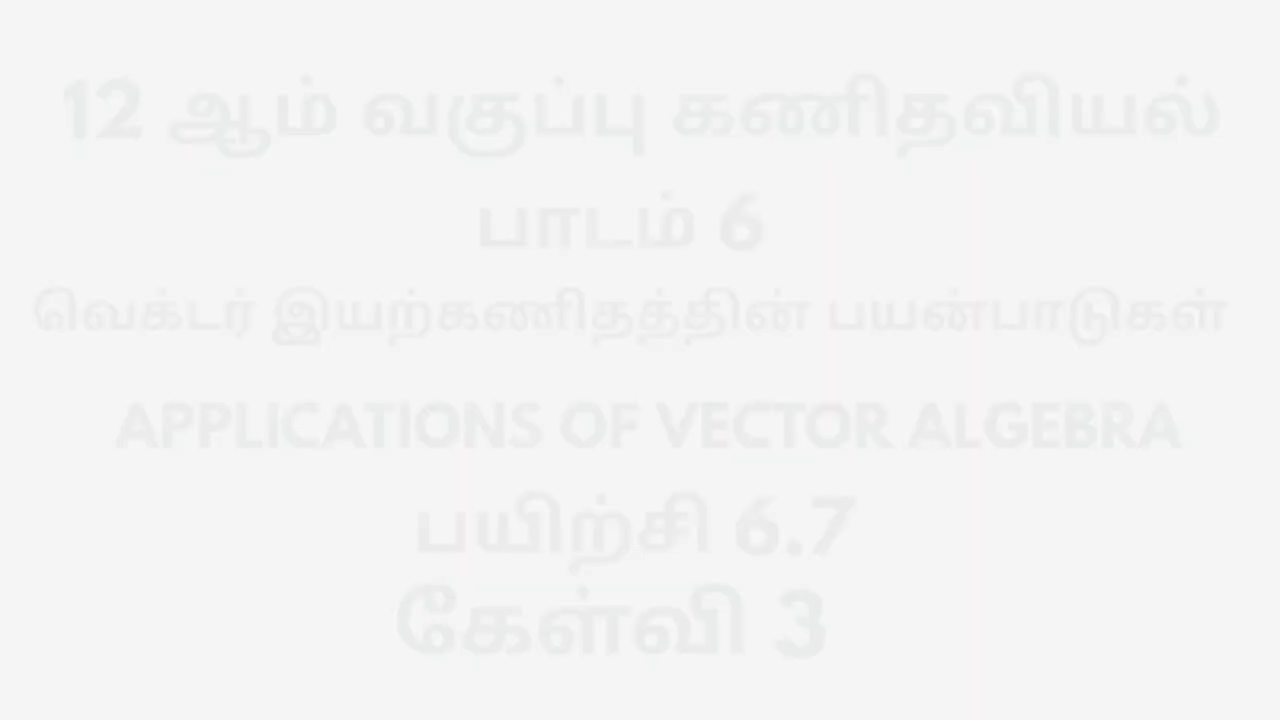 12 ஆம் வகுப்பு கணிதவியல்
பாடம் 6
வெக்டர் இயற்கணிதத்தின் பயன்பாடுகள்
APPLICATIONS OF VECTOR ALGEBRA
பயிற்சி 6.7
கேள்வி 3